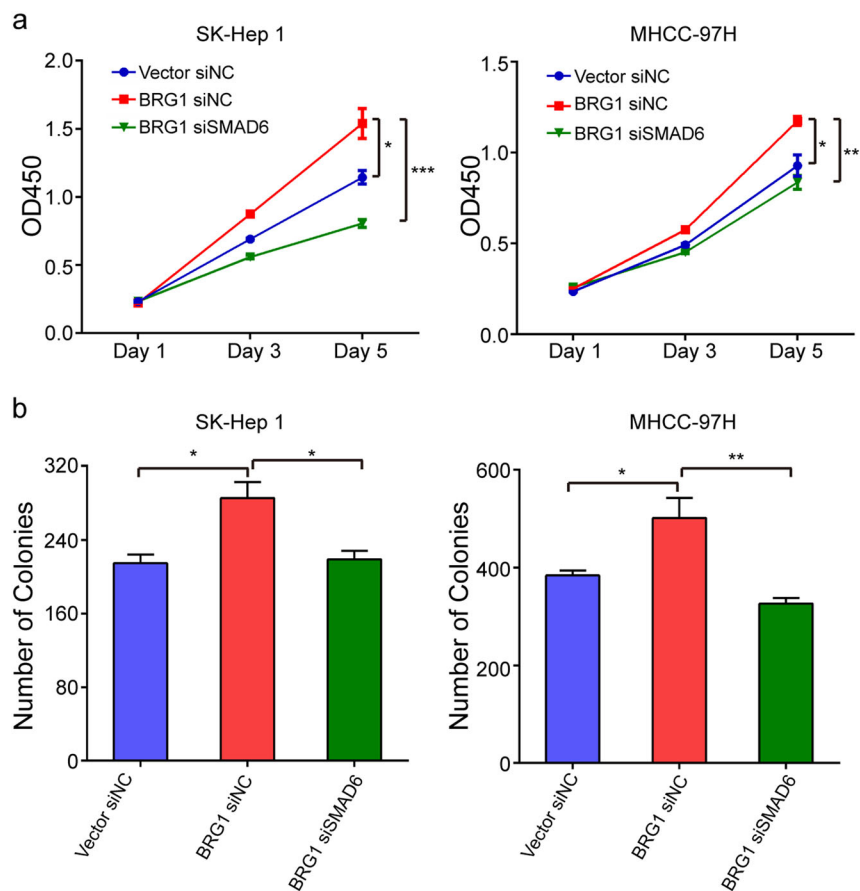 a
SK-Hep 1
2.0
1.5
1.0
0.5
0.0
OD450
Vector siNC
BRG1 siNC
BRG1 siSMAD6
*
***
Day 1
Day 3
Day 5
MHCC-97H
1.5
1.0
0.5
0.0
OD450
Vector siNC
BRG1 siNC
BRG1 siSMAD6
*
**
Day 1
Day 3
Day 5
b
SK-Hep 1
320
240
160
80
0
Number of Colonies
*
*
Vector siNC
BRG1 siNC
BRG1 siSMAD6
MHCC-97H
600
400
200
0
Number of Colonies
*
**
Vector siNC
BRG1 siNC
BRG1 siSMAD6